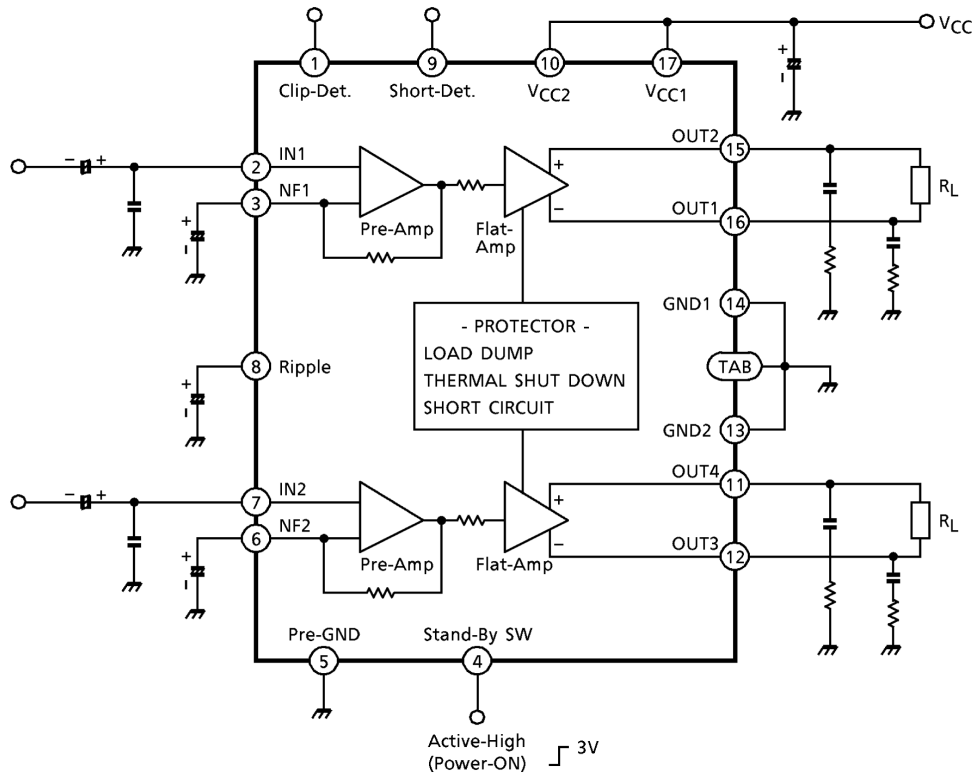 VCC
1
9
10
17
Clip-Det.
Short-Det.
VCC2
VCC1
+
-
- +
2
IN1
3
NF1
+
-
Pre-Amp
+
-
Flat-
Amp
OUT2
15
OUT1
16
RL
GND1
14
- PROTECTOR -
LOAD DUMP
THERMAL SHUT DOWN
SHORT CIRCUIT
8
Ripple
+
-
TAB
GND2
13
- +
7
IN2
6
NF2
+
-
Pre-Amp
+
-
Flat-Amp
OUT4
11
OUT3
12
RL
Pre-GND
5
Stand-By SW
4
Active-High
(Power-ON)
3V